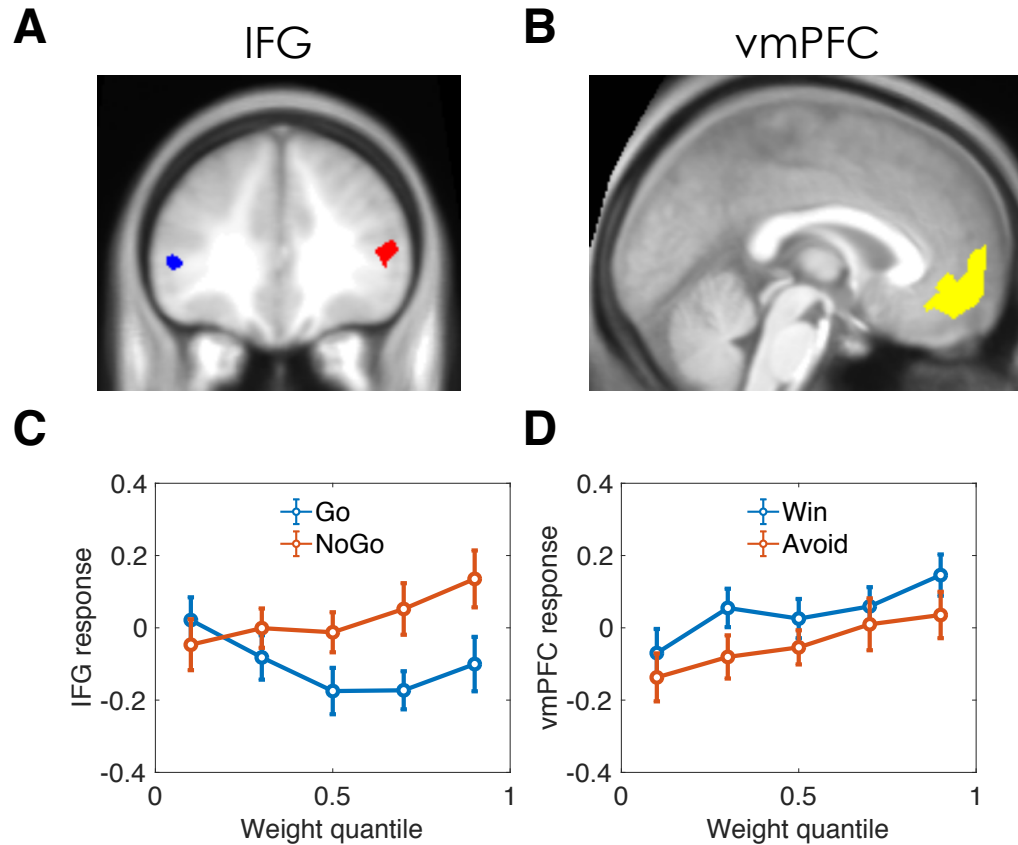 A
IFG
B
vmPFC
C
IFG response
0.4
0.2
0
-0.2
-0.4
Go
NoGo
0
0.5
1
Weight quantile
D
vmPFC response
0.4
0.2
0
-0.2
-0.4
Win
Avoid
0
0.5
1
Weight quantile